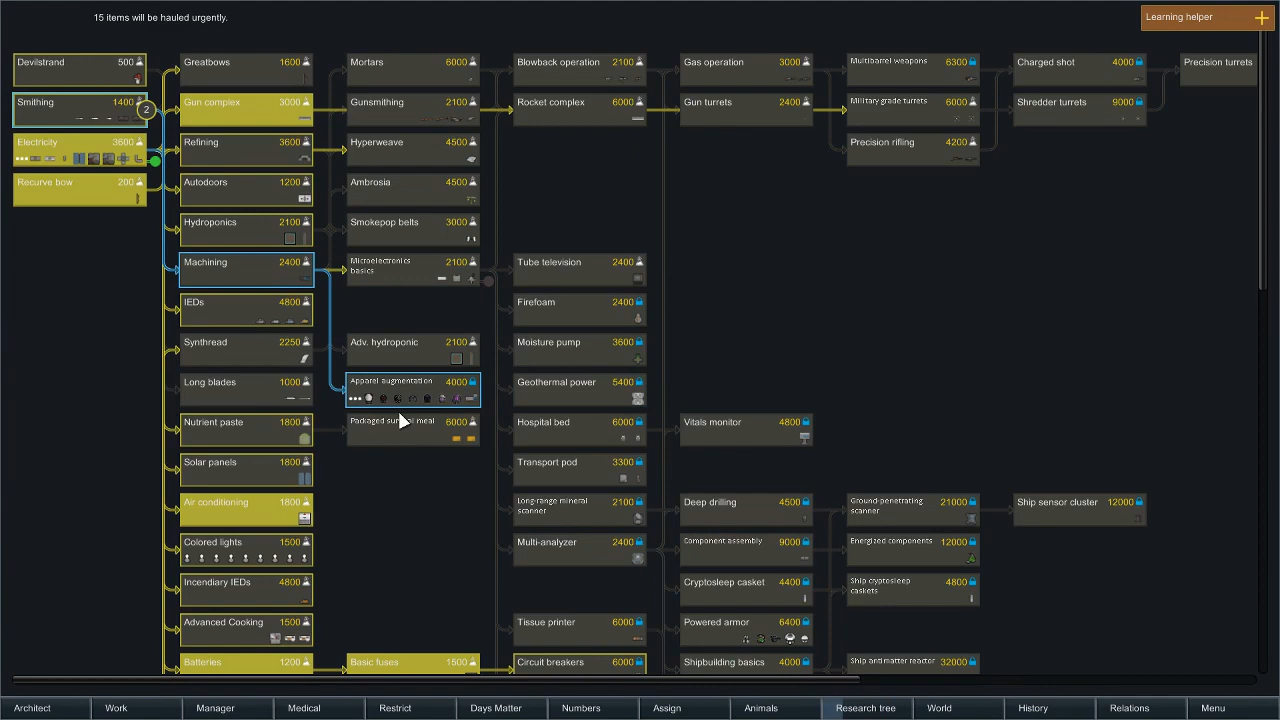 15 items will be hauled urgently.
Learning helper
Devilstrand 500
Greatbows 1600
Mortars 6000
Blowback operation 2100
Gas operation 3000
Multibarrel weapons 6300
Charged shot 4000
Precision turrets
Smithing 1400
2
Gun complex 3000
Gunsmithing 2100
Rocket complex 6000
Gun turrets 2400
Military grade turrets 6000
Shredder turrets 9000
Electricity 3600
Refining 3600
Hyperweave 4500
Precision rifling 4200
Recurve bow 200
Autodoors 1200
Ambrosia 4500
Hydroponics 2100
Smokepop belts 3000
Machining 2400
Microelectronics
basics
2100
Tube television 2400
IEDs 4800
Firefoam 2400
Synthread 2250
Adv. hydroponic 2100
Moisture pump 3600
Long blades 1000
Apparel augmentation 4000
Geothermal power 5400
Nutrient paste 1800
Packaged survival meal 6000
Hospital bed 6000
Vitals monitor 4800
Solar panels 1800
Transport pod 3300
Air conditioning 1800
Long-range mineral
scanner
2100
Deep drilling 4500
Ground-penetrating
scanner
21000
Ship sensor cluster 12000
Colored lights 1500
Multi-analyzer 2400
Component assembly 9000
Energized components 12000
Incendiary IEDs 4800
Cryptosleep casket 4400
Ship cryptosleep
caskets
4800
Advanced Cooking 1500
Tissue printer 6000
Powered armor 6400
Batteries 1200
Basic fuses 1500
Circuit breakers 6000
Shipbuilding basics 4000
Ship antimatter reactor 32000
Architect Work Manager Medical Restrict Days Matter Numbers Assign Animals Research tree World History Relations Menu